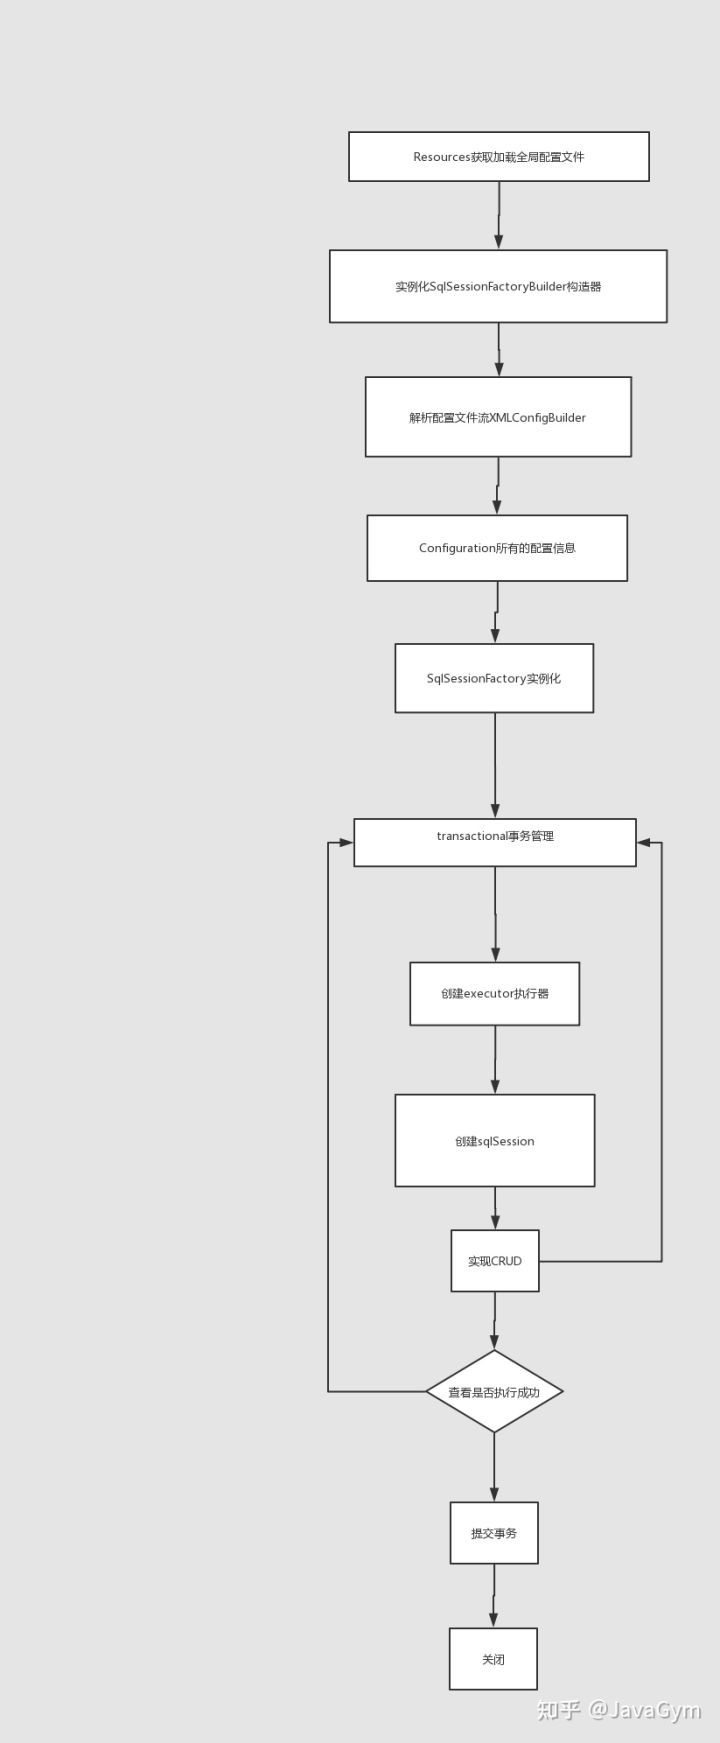 Resources获取加载全局配置文件
实例化SqlSessionFactoryBuilder构造器
解析配置文件流XMLConfigBuilder
Configuration所有的配置信息
SqlSessionFactory实例化
transactional事务管理
创建executor执行器
创建sqlSession
实现CRUD
查看是否执行成功
提交事务
关闭
知乎 @JavaGym